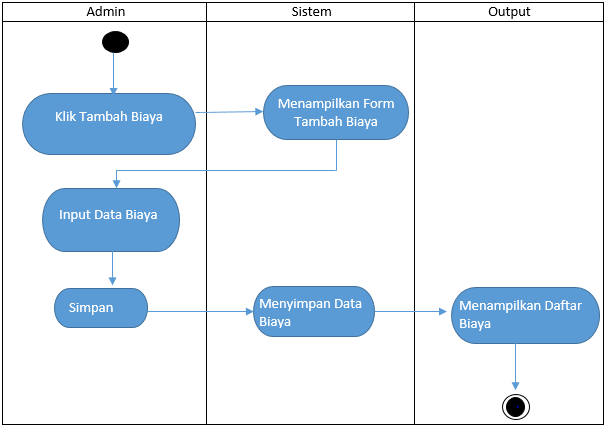 Admin
Sistem
Output
Klik Tambah Biaya
Menampilkan Form
Tambah Biaya
Input Data Biaya
Simpan
Menyimpan Data
Biaya
Menampilkan Daftar
Biaya